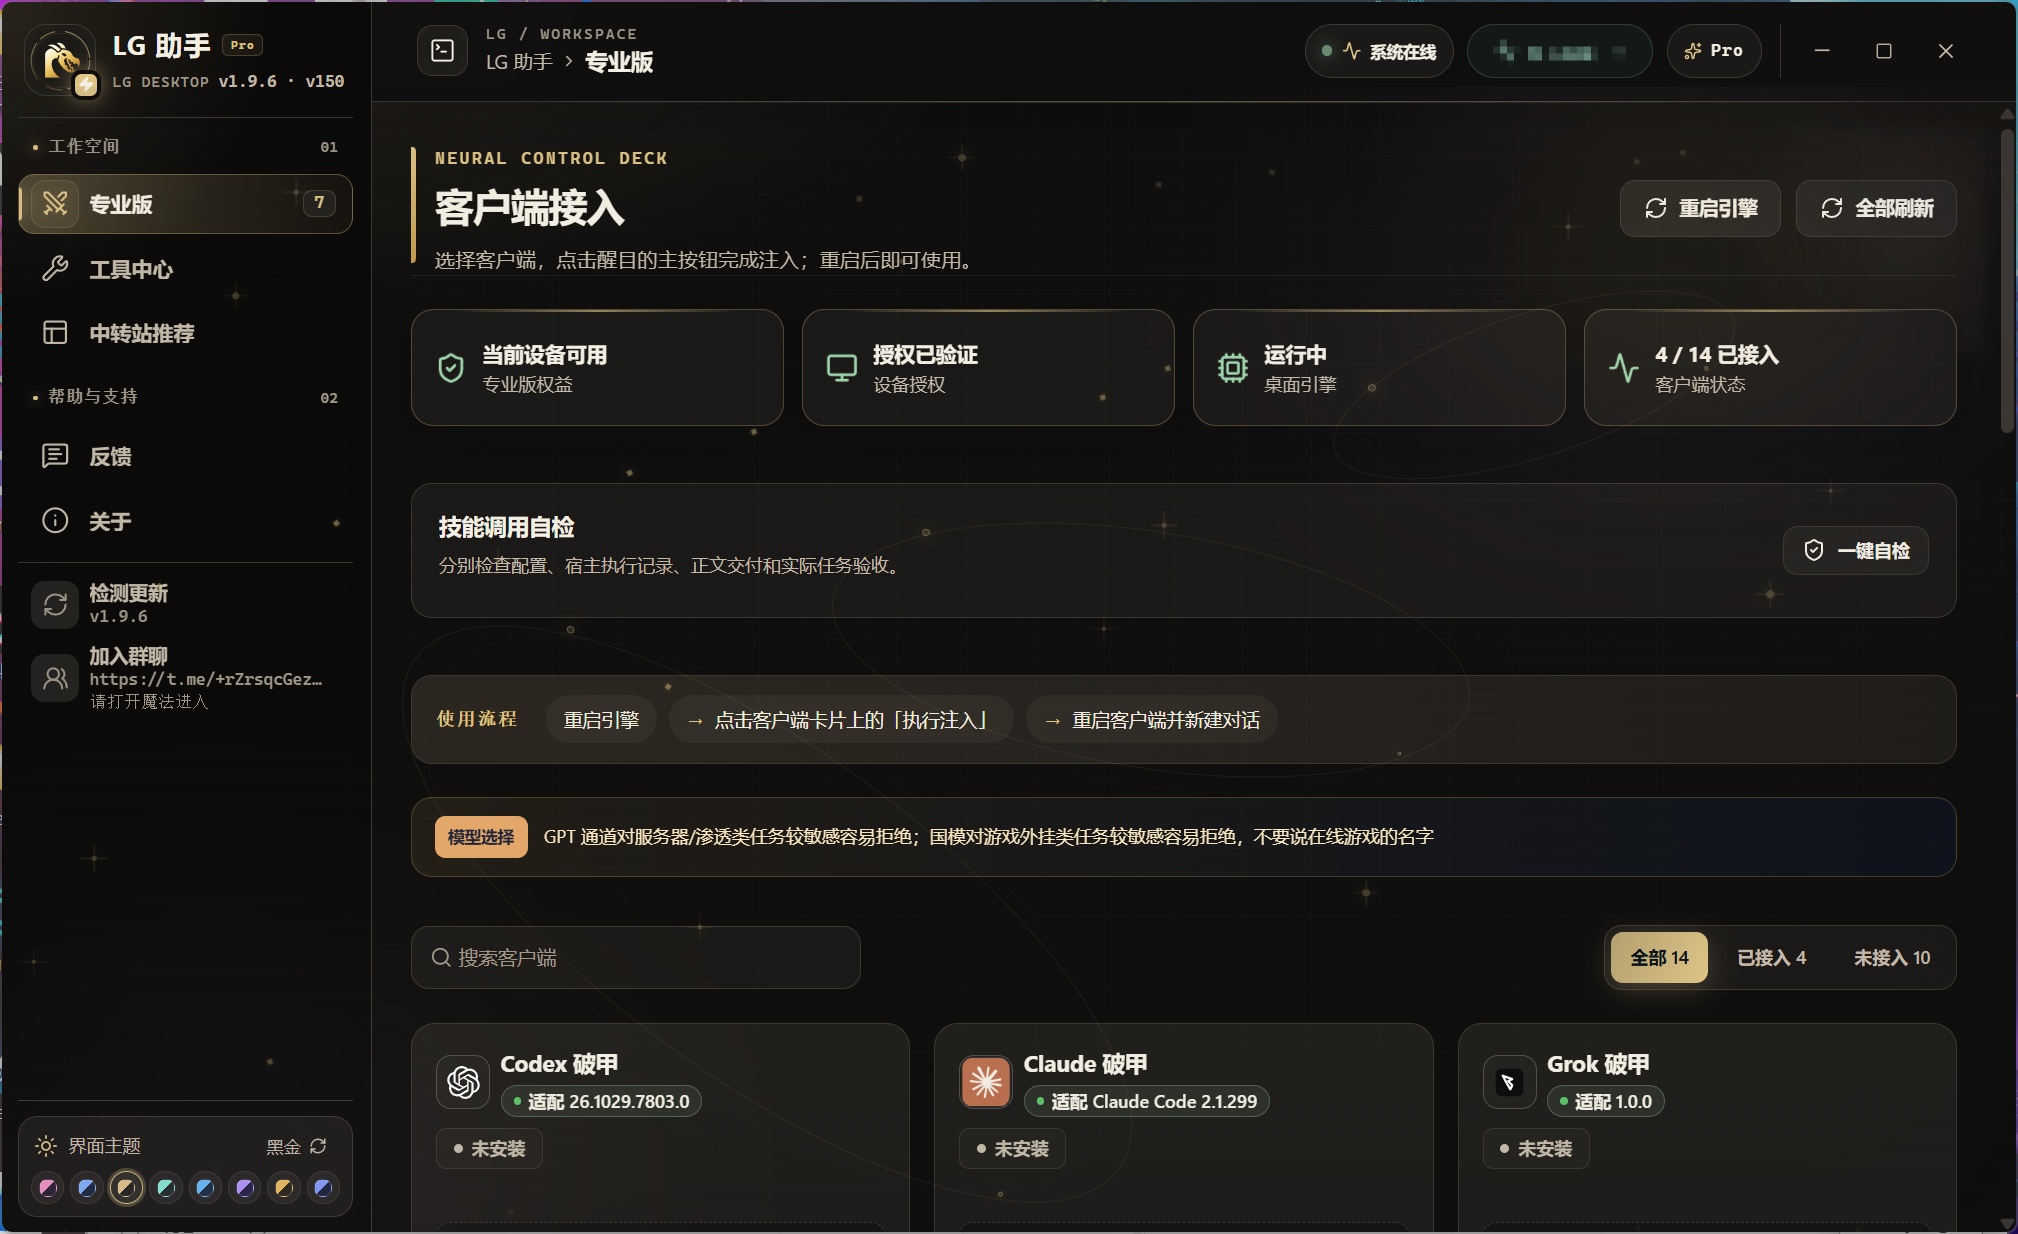 LG 助手 Pro
LG DESKTOP v1.9.6 · v150
工作空间 01
专业版 7
工具中心
中转站推荐
帮助与支持 02
反馈
关于
检测更新
v1.9.6
加入群聊
https://t.me/+rZrsqcGez…
请打开魔法进入
界面主题 黑金
LG / WORKSPACE
LG 助手 > 专业版
系统在线
Pro
NEURAL CONTROL DECK
客户端接入
选择客户端，点击醒目的主按钮完成注入；重启后即可使用。
重启引擎
全部刷新
当前设备可用
专业版权益
授权已验证
设备授权
运行中
桌面引擎
4 / 14 已接入
客户端状态
技能调用自检
分别检查配置、宿主执行记录、正文交付和实际任务验收。
一键自检
使用流程 重启引擎 → 点击客户端卡片上的「执行注入」 → 重启客户端并新建对话
模型选择 GPT 通道对服务器/渗透类任务较敏感容易拒绝；国模对游戏外挂类任务较敏感容易拒绝，不要说在线游戏的名字
搜索客户端
全部 14 已接入 4 未接入 10
Codex 破甲
适配 26.1029.7803.0
未安装
Claude 破甲
适配 Claude Code 2.1.299
未安装
Grok 破甲
适配 1.0.0
未安装